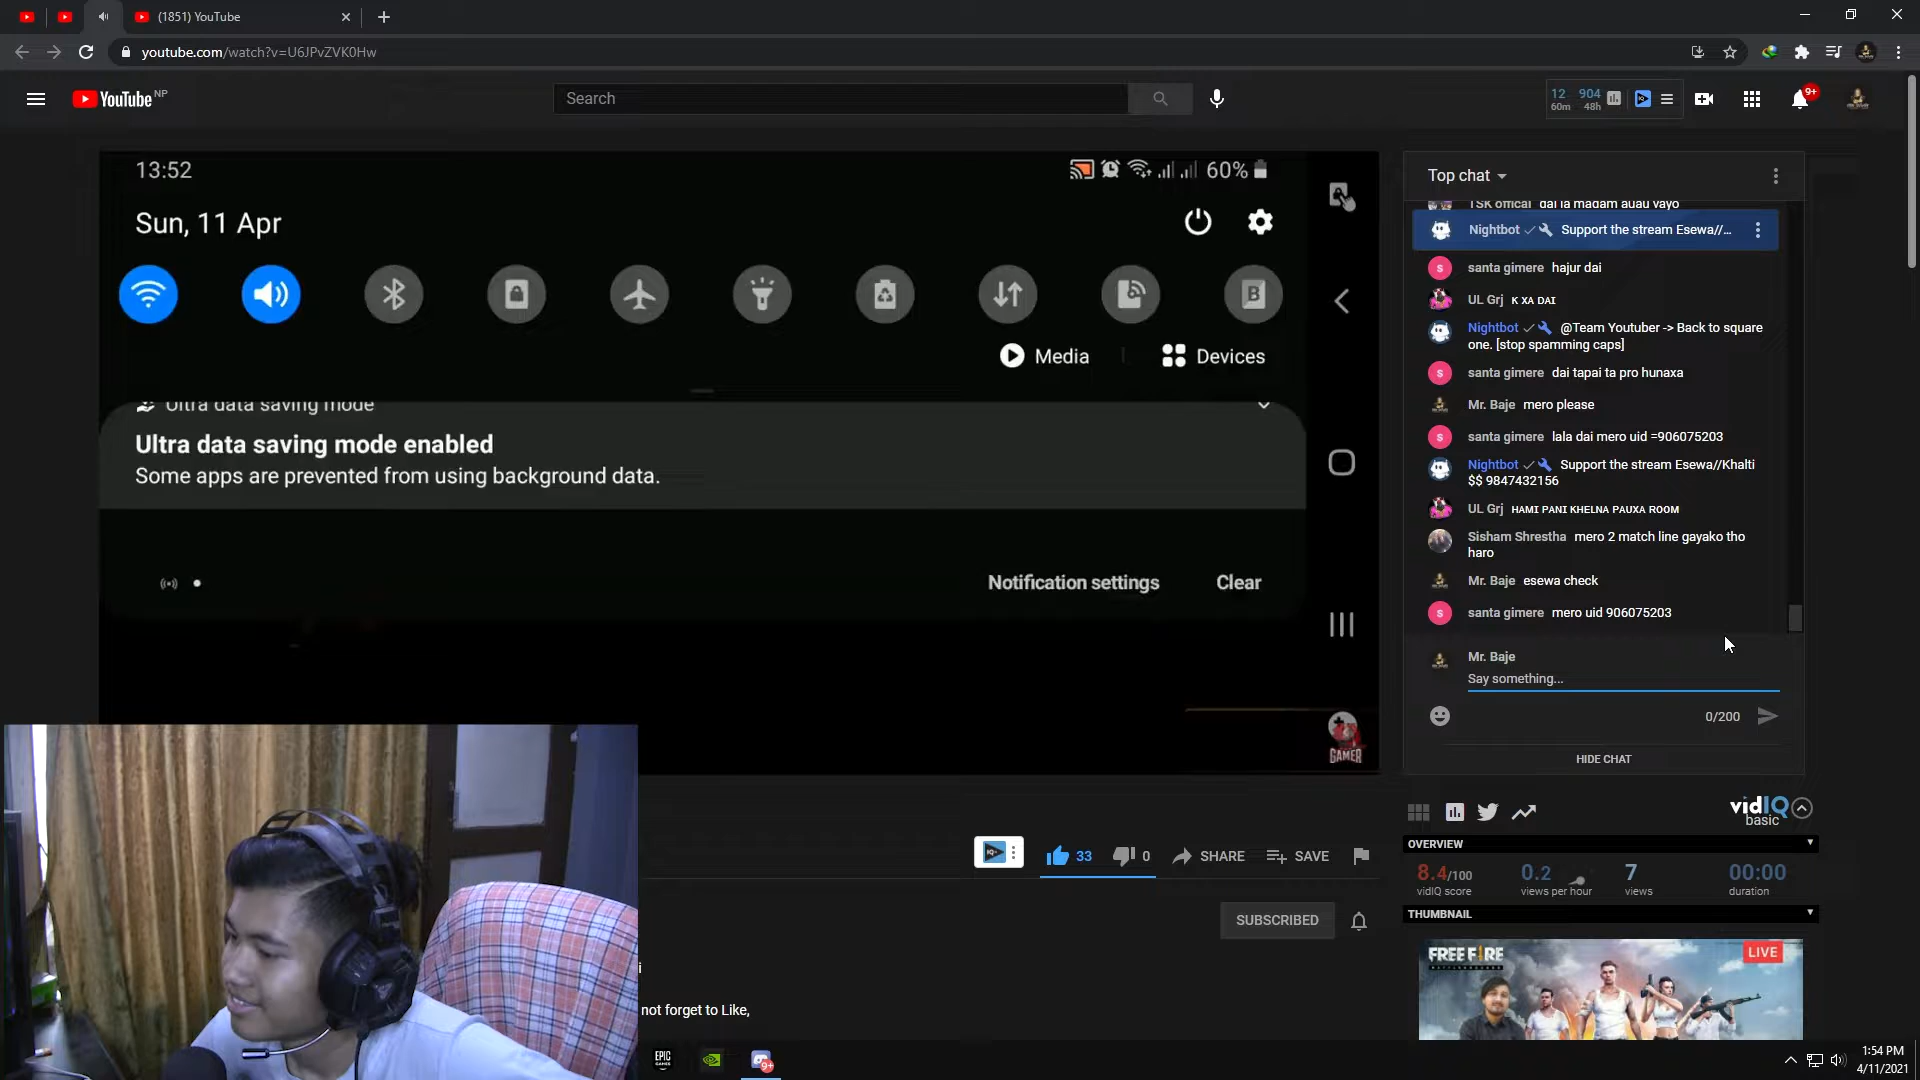 (1851) YouTube
youtube.com/watch?v=U6JPvZVK0Hw
YouTube NP
Search
12 904
60m 48h
9+
13:52
60%
Sun, 11 Apr
B
Media
Devices
Ultra data saving mode
Ultra data saving mode enabled
Some apps are prevented from using background data.
Notification settings
Clear
GAMER
Top chat
TSK offical dai la madam auau vayo
Nightbot Support the stream Esewa//...
s santa gimere hajur dai
UL Grj K XA DAI
Nightbot @Team Youtuber -> Back to square
one. [stop spamming caps]
s santa gimere dai tapai ta pro hunaxa
Mr. Baje mero please
s santa gimere lala dai mero uid =906075203
Nightbot Support the stream Esewa//Khalti
$$ 9847432156
UL Grj HAMI PANI KHELNA PAUXA ROOM
Sisham Shrestha mero 2 match line gayako tho
haro
Mr. Baje esewa check
s santa gimere mero uid 906075203
Mr. Baje
Say something...
0/200
HIDE CHAT
33
0
SHARE
SAVE
SUBSCRIBED
i
not forget to Like,
vidIQ
basic
OVERVIEW
8.4/100 0.2 7 00:00
vidIQ score views per hour views duration
THUMBNAIL
FREE FIRE
LIVE
EPIC
GAMES
9+
1:54 PM
4/11/2021